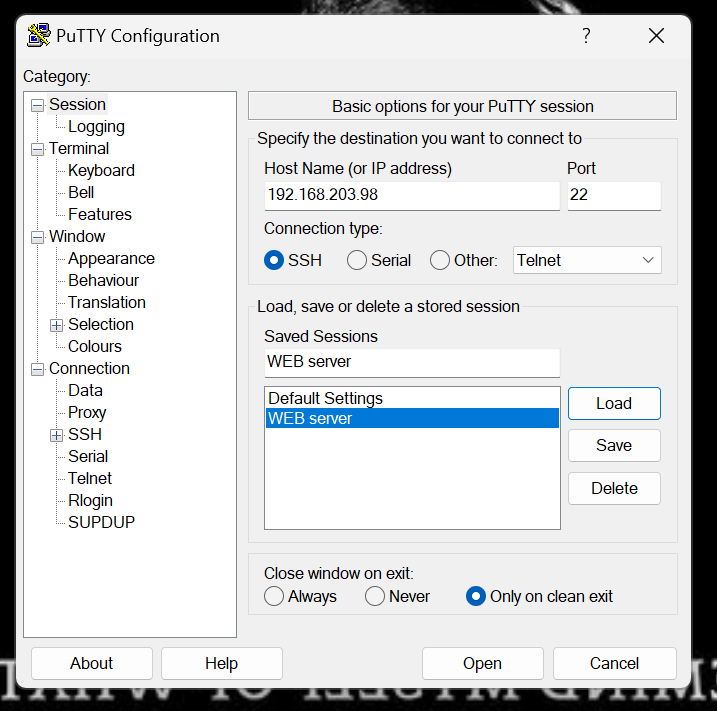 PuTTY Configuration
?
Category:
Session
Logging
Terminal
Keyboard
Bell
Features
Window
Appearance
Behaviour
Translation
Selection
Colours
Connection
Data
Proxy
SSH
Serial
Telnet
Rlogin
SUPDUP
Basic options for your PuTTY session
Specify the destination you want to connect to
Host Name (or IP address) Port
192.168.203.98 22
Connection type:
SSH Serial Other: Telnet
Load, save or delete a stored session
Saved Sessions
WEB server
Default Settings
WEB server
Load
Save
Delete
Close window on exit:
Always Never Only on clean exit
About Help Open Cancel